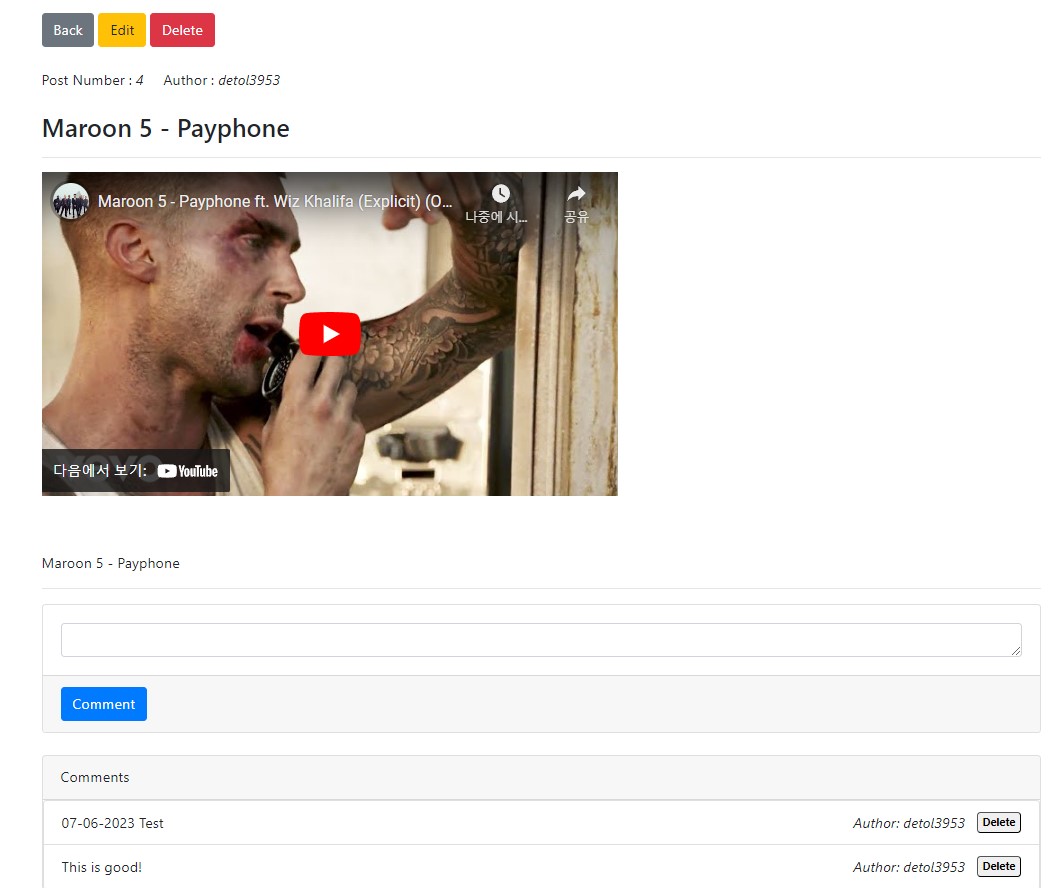 Back Edit Delete
Post Number : 4 Author : detol3953
Maroon 5 - Payphone
Maroon 5 - Payphone ft. Wiz Khalifa (Explicit) (O...
나중에 시... 공유
다음에서 보기: YouTube
Maroon 5 - Payphone
Comment
Comments
07-06-2023 Test Author: detol3953 Delete
This is good! Author: detol3953 Delete